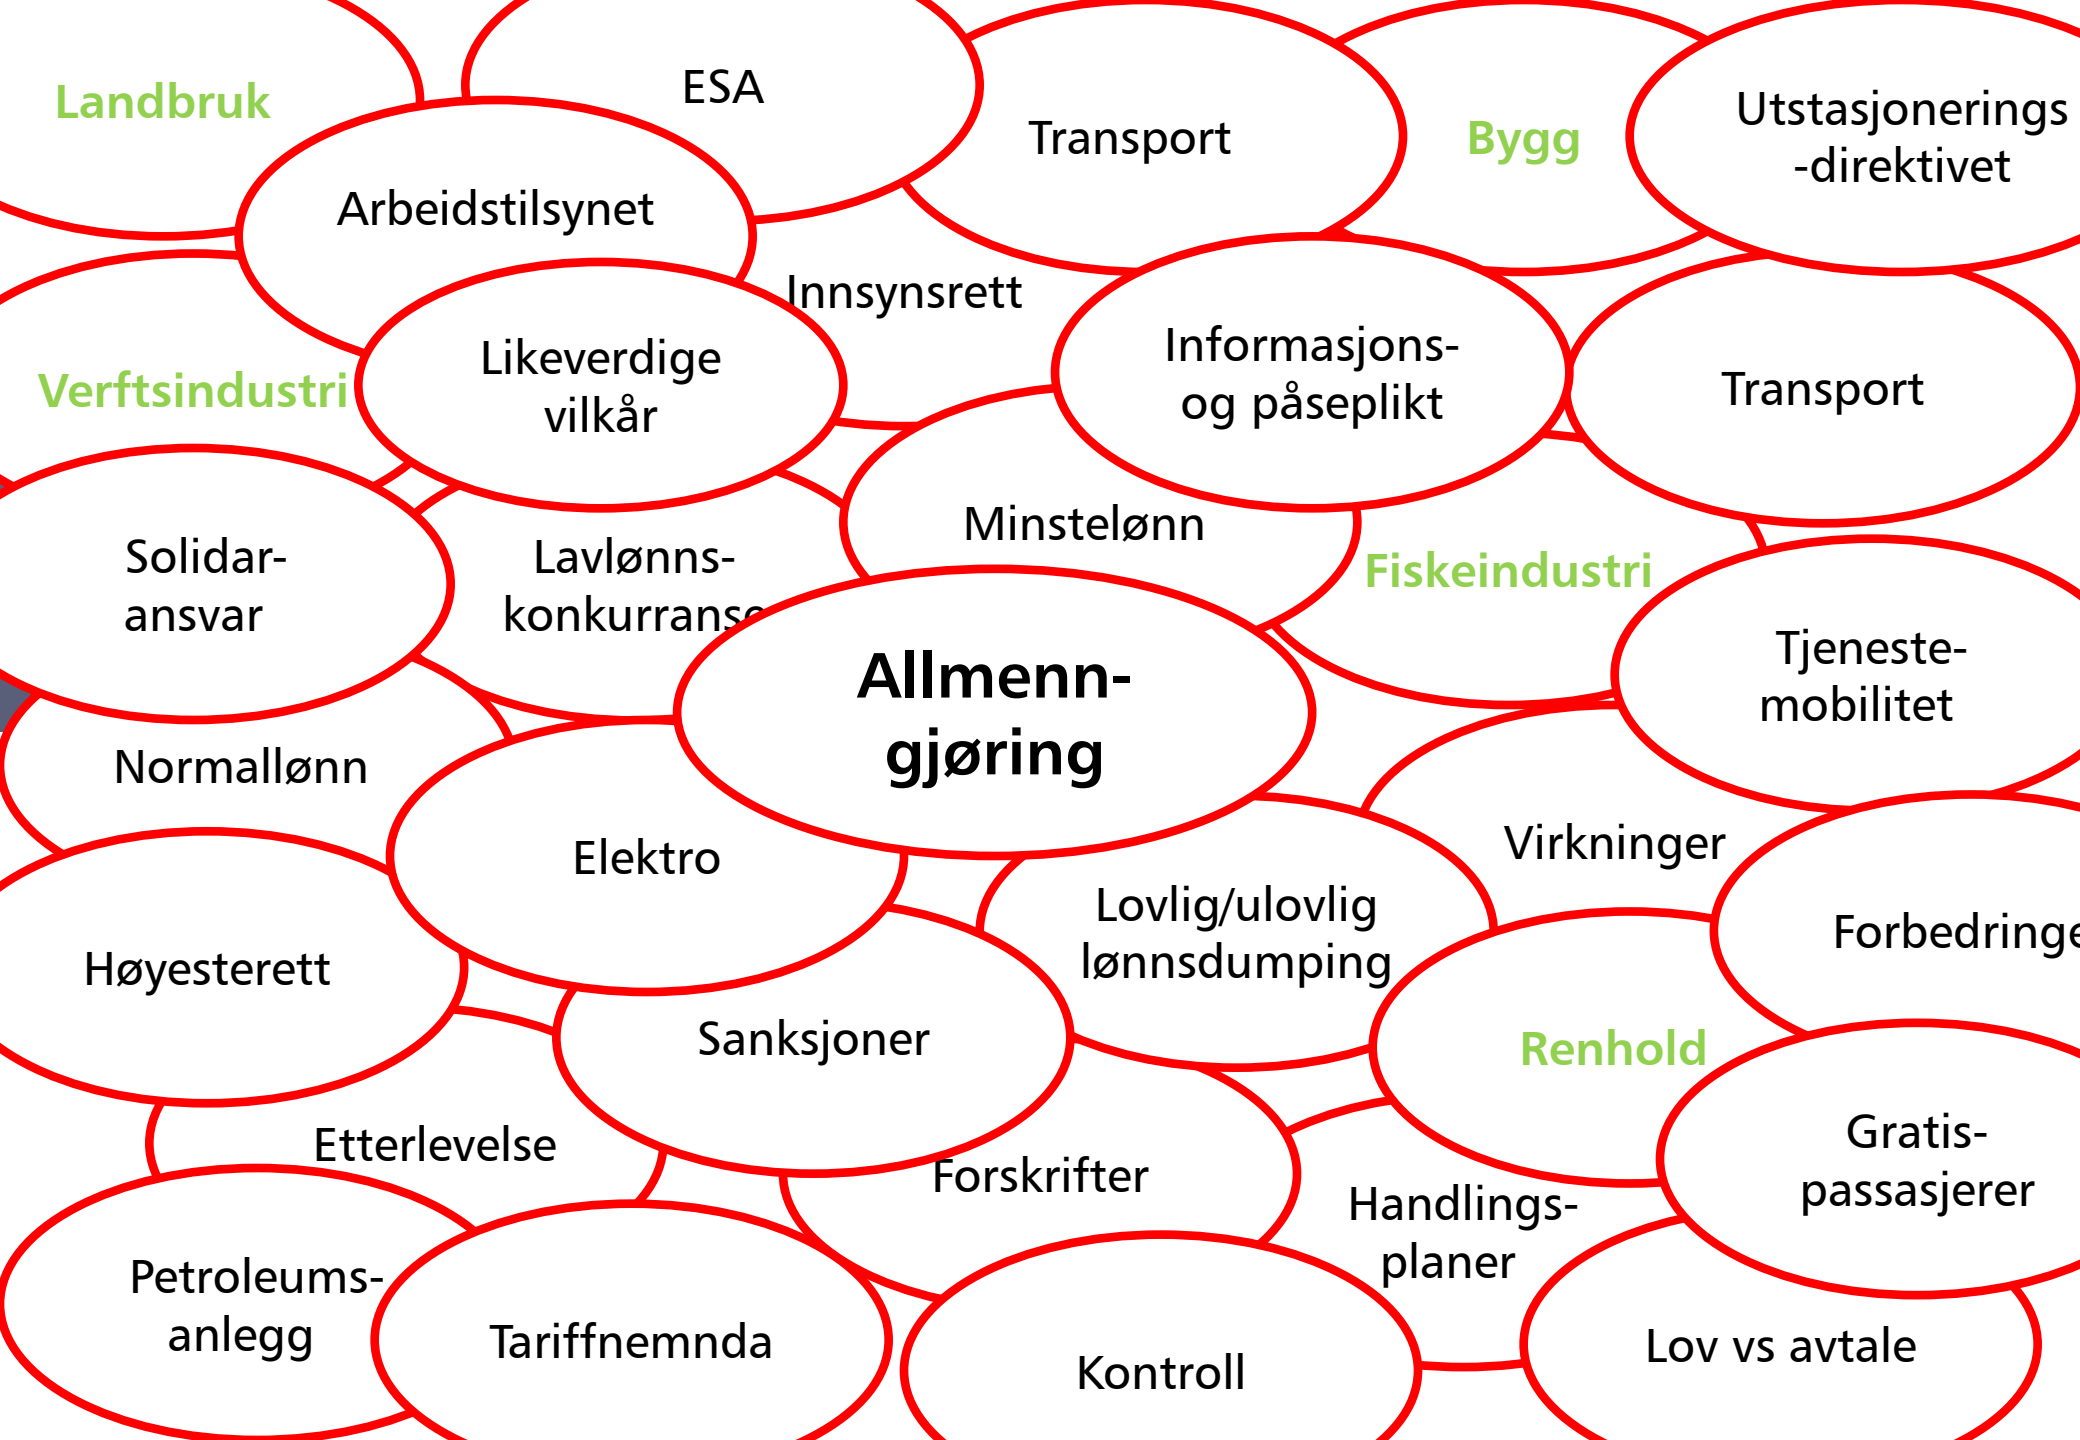 Landbruk
ESA
Transport
Bygg
Utstasjonerings
-direktivet
Arbeidstilsynet
Innsynsrett
Likeverdige
vilkår
Informasjons-
og påseplikt
Transport
Verftsindustri
Minstelønn
Solidar-
ansvar
Lavlønns-
konkurranse
Fiskeindustri
Allmenn-
gjøring
Tjeneste-
mobilitet
Normallønn
Elektro
Virkninger
Lovlig/ulovlig
lønnsdumping
Forbedringe
Høyesterett
Sanksjoner
Renhold
Etterlevelse
Forskrifter
Handlings-
planer
Gratis-
passasjerer
Petroleums-
anlegg
Tariffnemnda
Kontroll
Lov vs avtale